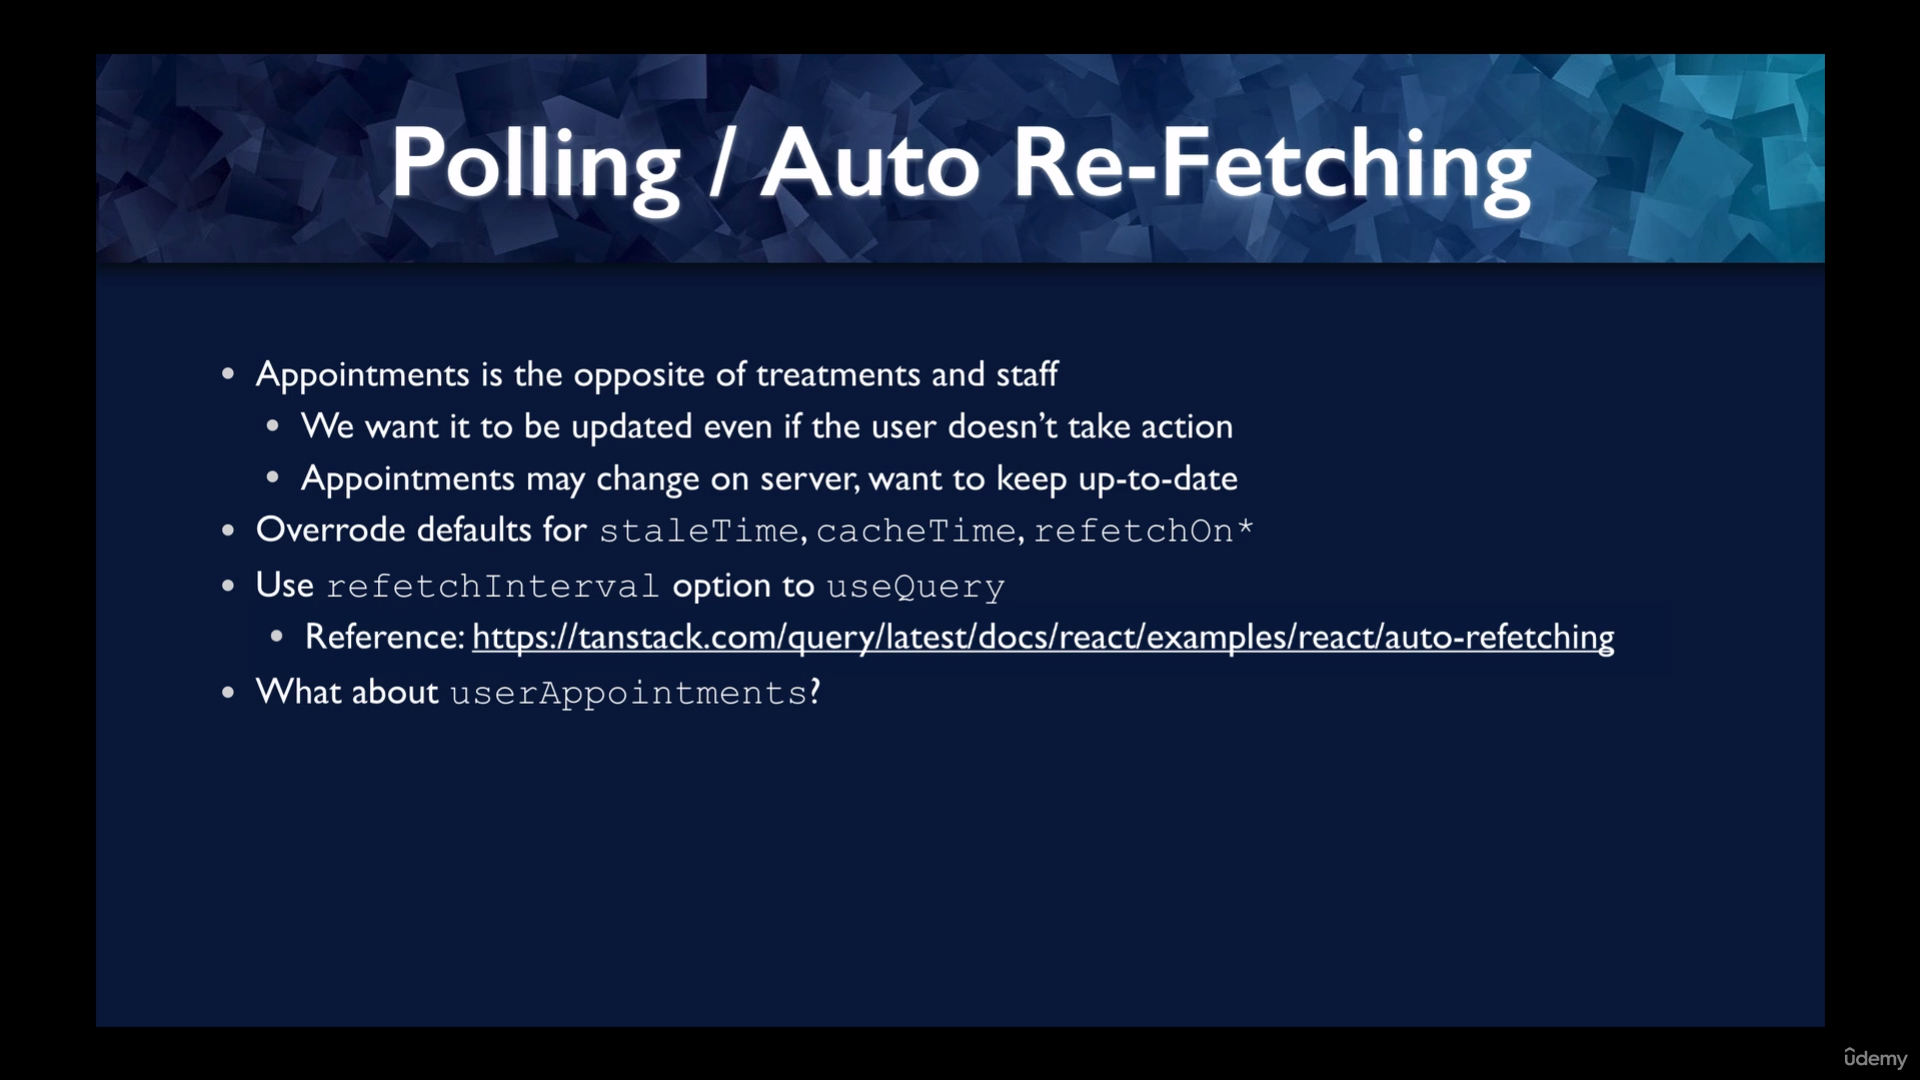 Polling / Auto Re-Fetching
• Appointments is the opposite of treatments and staff
• We want it to be updated even if the user doesn’t take action
• Appointments may change on server, want to keep up-to-date
• Overrode defaults for staleTime, cacheTime, refetchOn*
• Use refetchInterval option to useQuery
• Reference: https://tanstack.com/query/latest/docs/react/examples/react/auto-refetching
• What about userAppointments?
ûdemy